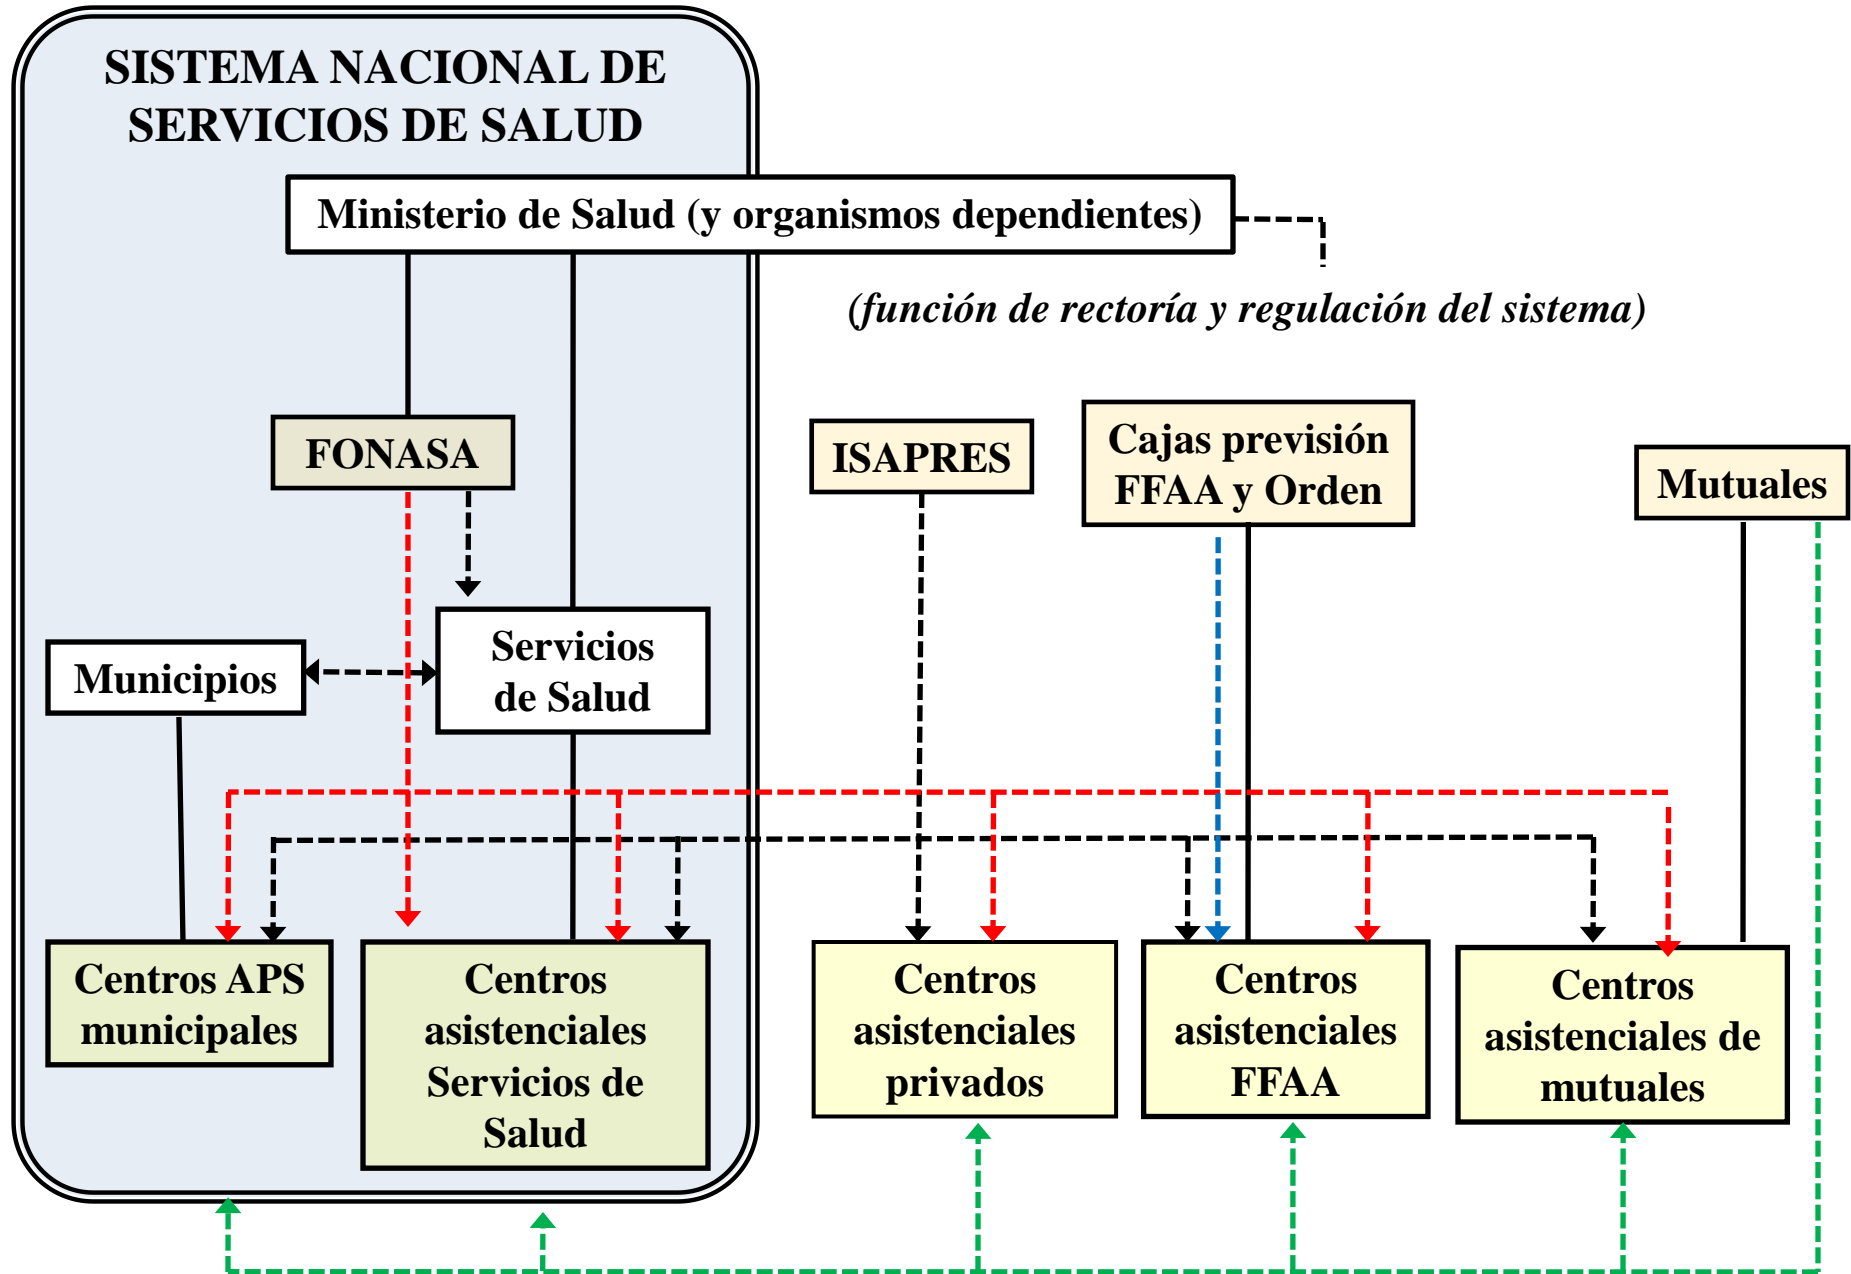 SISTEMA NACIONAL DE
SERVICIOS DE SALUD
Ministerio de Salud (y organismos dependientes)
(función de rectoría y regulación del sistema)
FONASA
ISAPRES
Cajas previsión
FFAA y Orden
Mutuales
Municipios
Servicios
de Salud
Centros APS
municipales
Centros
asistenciales
Servicios de
Salud
Centros
asistenciales
privados
Centros
asistenciales
FFAA
Centros
asistenciales de
mutuales